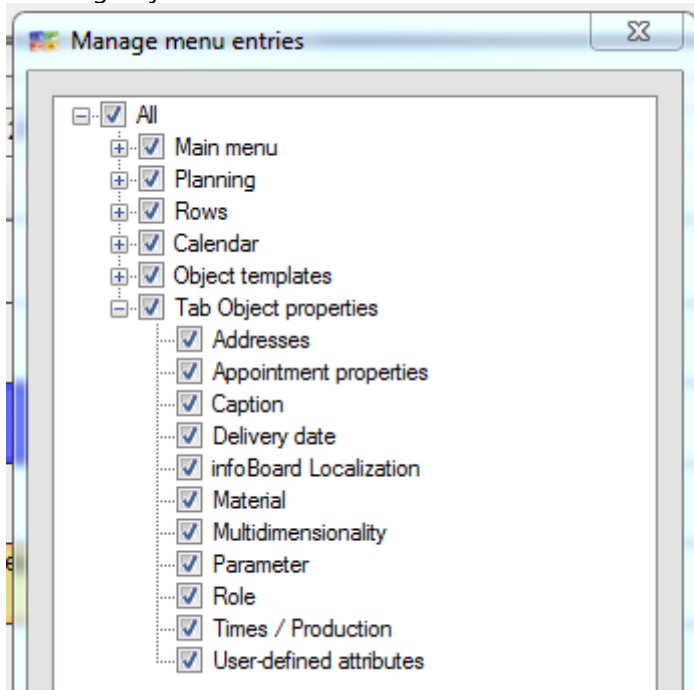 Manage menu entries
All
Main menu
Planning
Rows
Calendar
Object templates
Tab Object properties
Addresses
Appointment properties
Caption
Delivery date
infoBoard Localization
Material
Multidimensionality
Parameter
Role
Times / Production
User-defined attributes